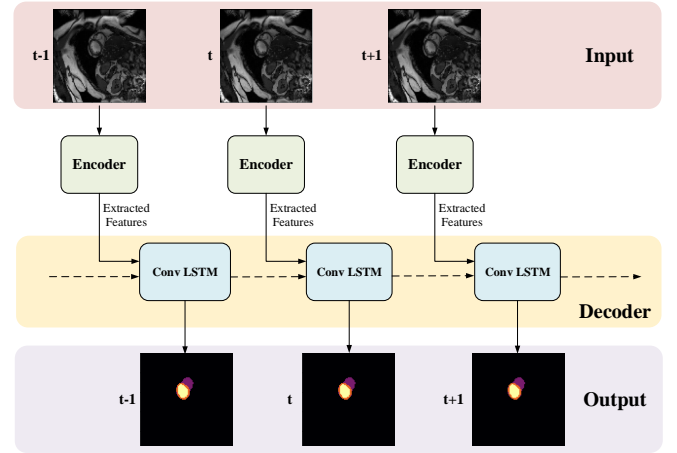 t-1
t
t+1
Input
Encoder
Encoder
Encoder
Extracted
Features
Extracted
Features
Extracted
Features
Conv LSTM
Conv LSTM
Conv LSTM
Decoder
t-1
t
t+1
Output